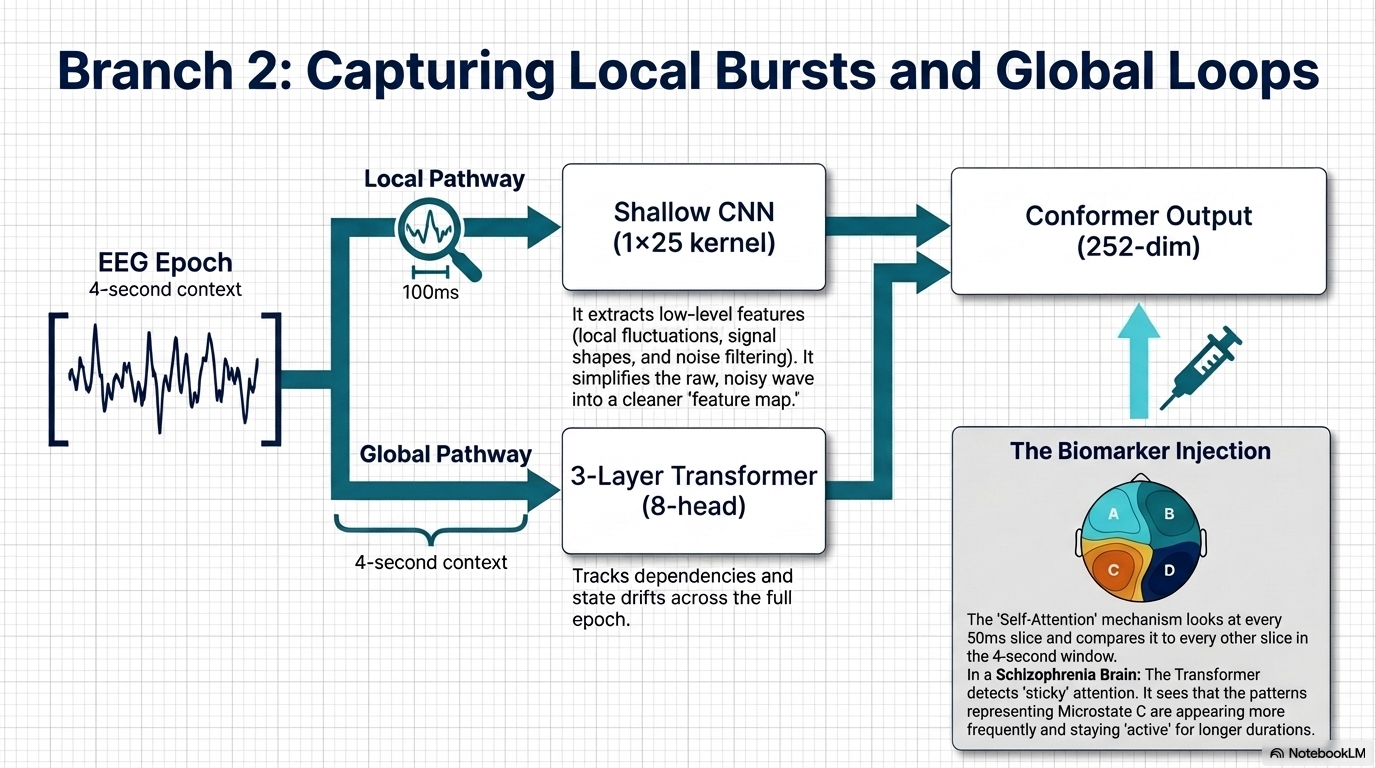 Branch 2: Capturing Local Bursts and Global Loops
EEG Epoch
4-second context
Local Pathway
100ms
Shallow CNN
(1×25 kernel)
It extracts low-level features
(local fluctuations, signal
shapes, and noise filtering). It
simplifies the raw, noisy wave
into a cleaner 'feature map.'
Global Pathway
4-second context
3-Layer Transformer
(8-head)
Tracks dependencies and
state drifts across the full
epoch.
Conformer Output
(252-dim)
The Biomarker Injection
A
B
C
D
The 'Self-Attention' mechanism looks at every
50ms slice and compares it to every other slice in
the 4-second window.
In a Schizophrenia Brain: The Transformer
detects 'sticky' attention. It sees that the patterns
representing Microstate C are appearing more
frequently and staying 'active' for longer durations.
NotebookLM